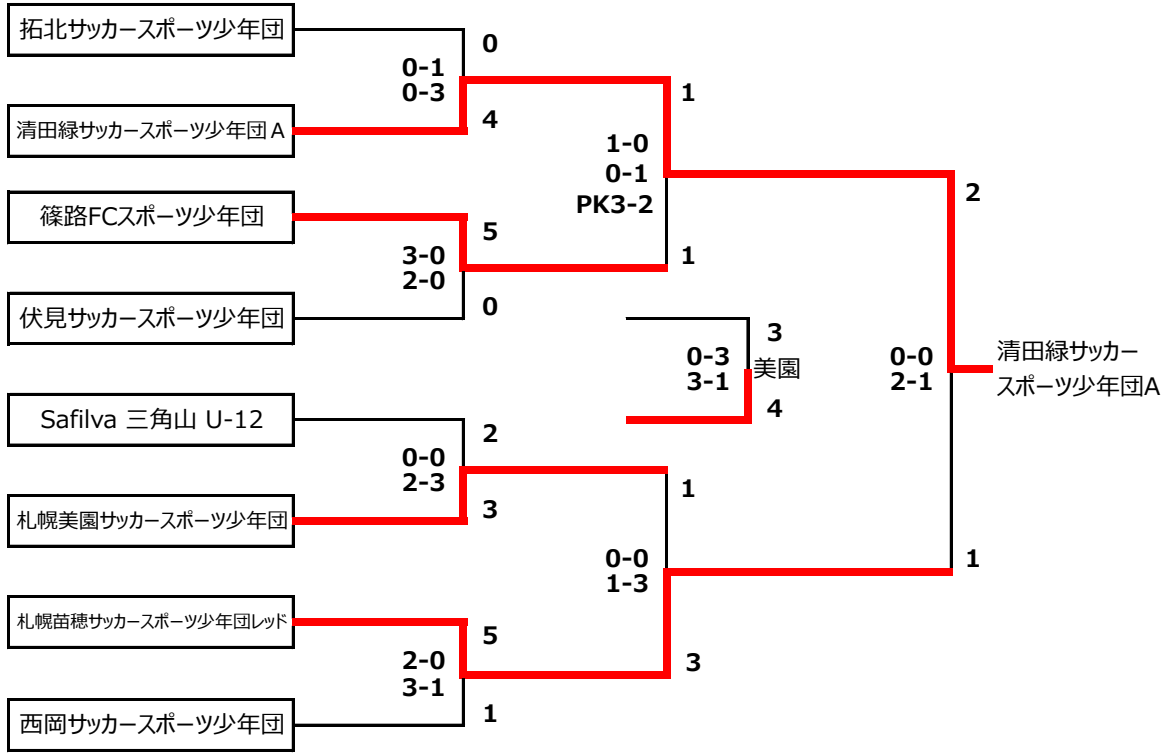 拓北サッカースポーツ少年団
0
0-1
0-3
清田緑サッカースポーツ少年団A
4
1
1-0
0-1
PK3-2
篠路FCスポーツ少年団
5
3-0
2-0
1
伏見サッカースポーツ少年団
0
2
3
0-3
3-1
美園
4
0-0
2-1
清田緑サッカー
スポーツ少年団A
Safilva 三角山 U-12
2
0-0
2-3
札幌美園サッカースポーツ少年団
3
1
0-0
1-3
1
札幌苗穂サッカースポーツ少年団レッド
5
2-0
3-1
3
西岡サッカースポーツ少年団
1